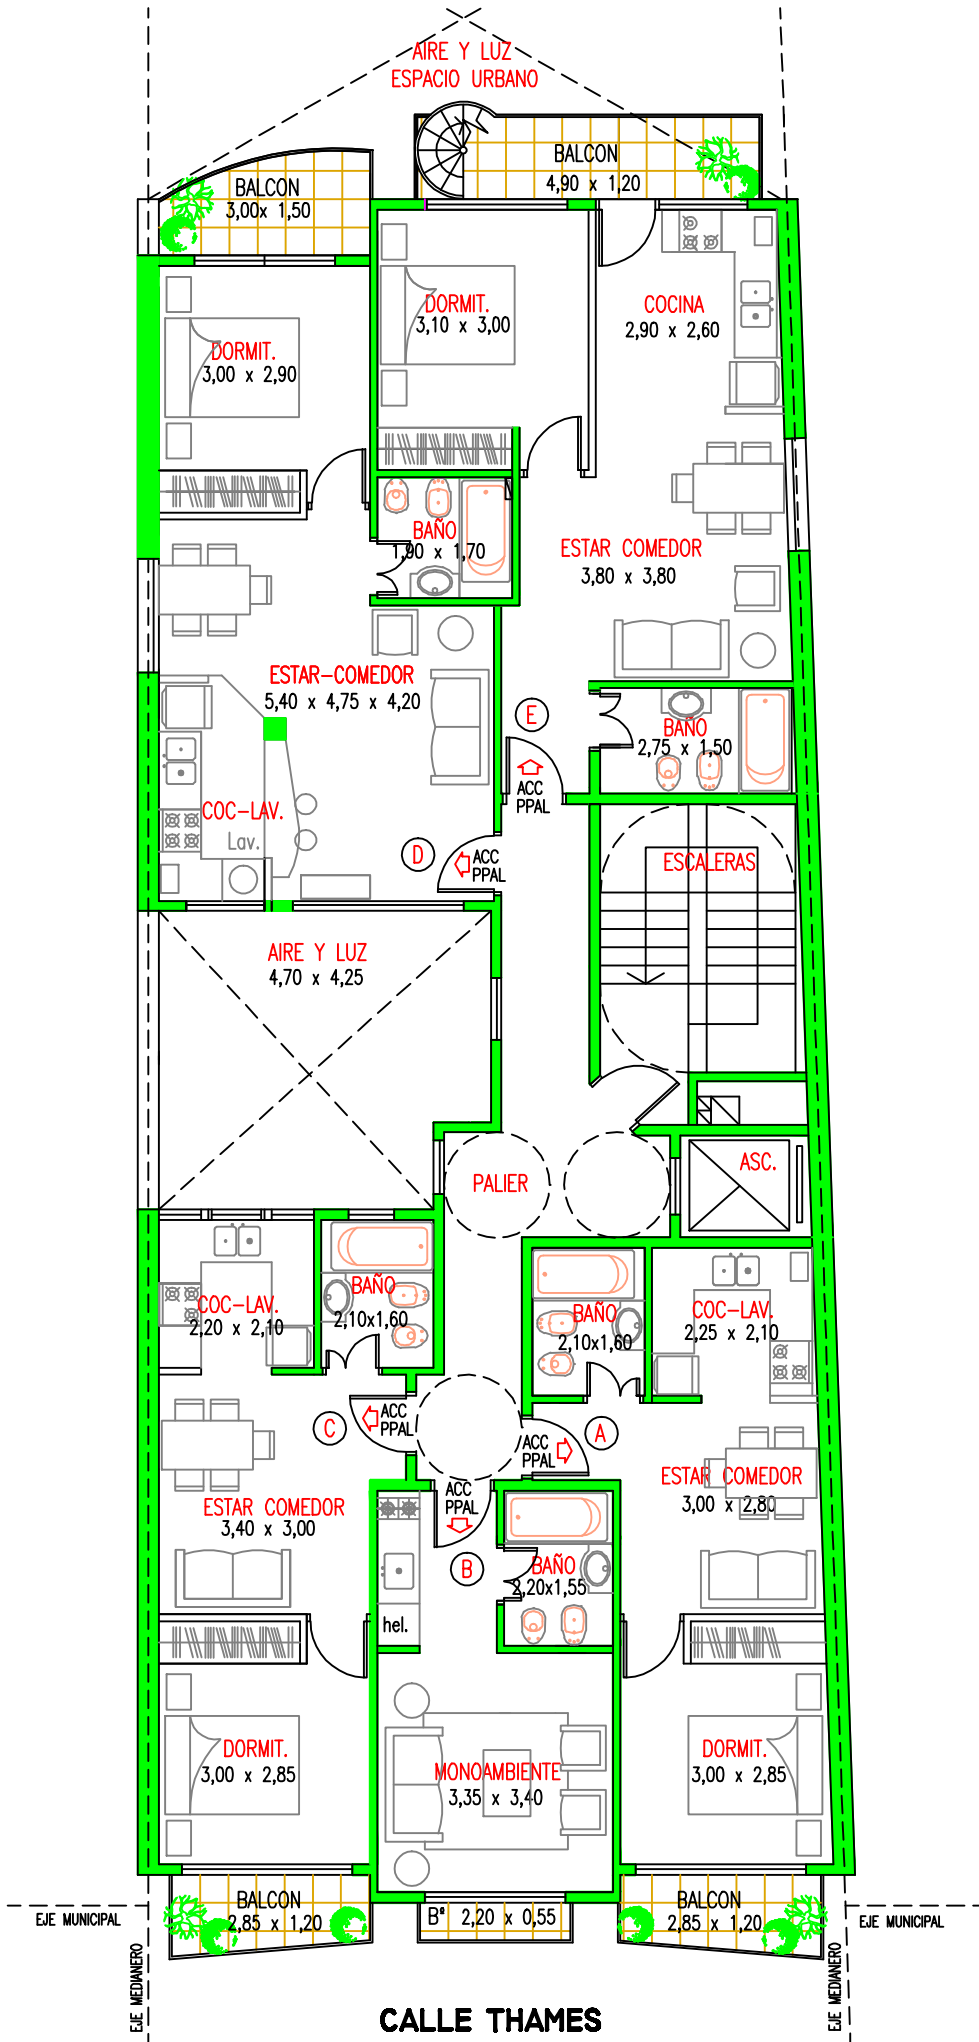 AIRE Y LUZ
ESPACIO URBANO
BALCON
4,90 x 1,20
BALCON
3,00x 1,50
DORMIT.
3,10 x 3,00
COCINA
2,90 x 2,60
DORMIT.
3,00 x 2,90
BAÑO
1,90 x 1,70
ESTAR COMEDOR
3,80 x 3,80
ESTAR-COMEDOR
5,40 x 4,75 x 4,20
E
BAÑO
2,75 x 1,50
ACC
PPAL
COC-LAV.
Lav.
D
ACC
PPAL
ESCALERAS
AIRE Y LUZ
4,70 x 4,25
PALIER
ASC.
COC-LAV.
2,20 x 2,10
BAÑO
2,10x1,60
BAÑO
2,10x1,60
COC-LAV.
2,25 x 2,10
C
ACC
PPAL
ACC
PPAL
A
ESTAR COMEDOR
3,40 x 3,00
ACC
PPAL
ESTAR COMEDOR
3,00 x 2,80
B
BAÑO
2,20x1,55
hel.
DORMIT.
3,00 x 2,85
MONOAMBIENTE
3,35 x 3,40
DORMIT.
3,00 x 2,85
BALCON
2,85 x 1,20
Bº 2,20 x 0,55
BALCON
2,85 x 1,20
EJE MUNICIPAL
EJE MUNICIPAL
EJE MEDIANERO
EJE MEDIANERO
CALLE THAMES